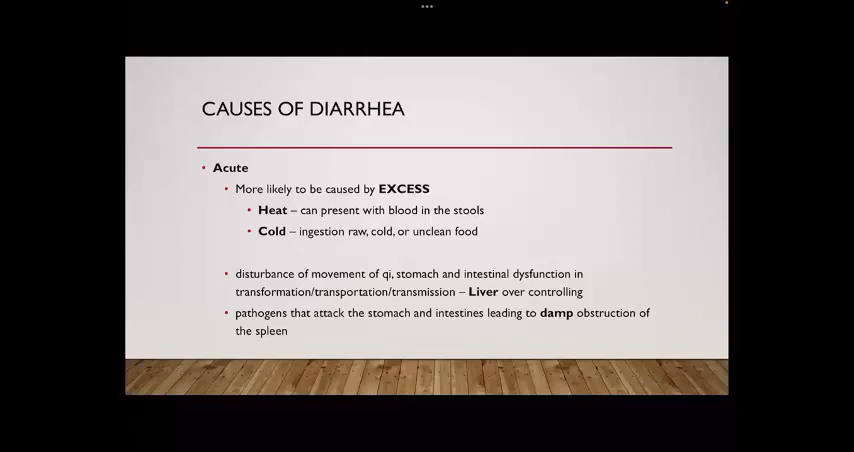 CAUSES OF DIARRHEA
• Acute
• More likely to be caused by EXCESS
• Heat – can present with blood in the stools
• Cold – ingestion raw, cold, or unclean food
• disturbance of movement of qi, stomach and intestinal dysfunction in
transformation/transportation/transmission – Liver over controlling
• pathogens that attack the stomach and intestines leading to damp obstruction of
the spleen